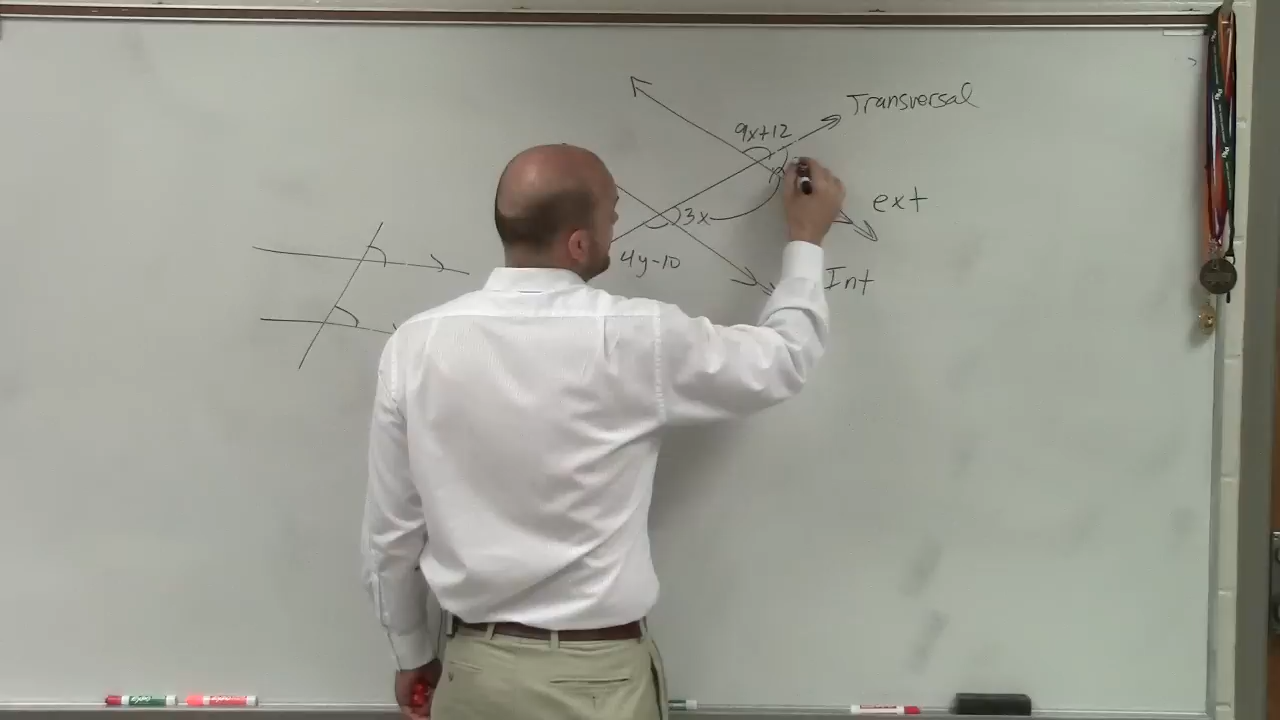 Transversal
9x+12
ext
3x
4y-10
Int